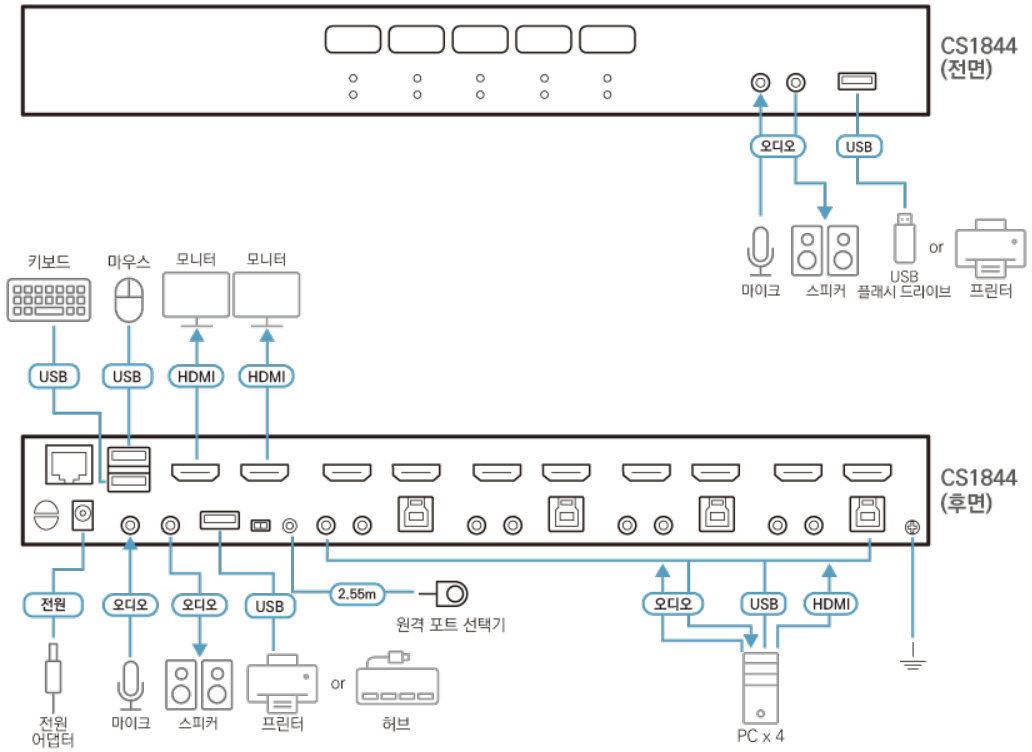 CS1844
(전면)
오디오
USB
마이크
스피커
USB
플래시 드라이브
or
프린터
키보드
마우스
모니터
모니터
USB
USB
HDMI
HDMI
CS1844
(후면)
전원
오디오
오디오
USB
2.55m
원격 포트 선택기
오디오
USB
HDMI
전원
어댑터
마이크
스피커
프린터
or
허브
PC x 4